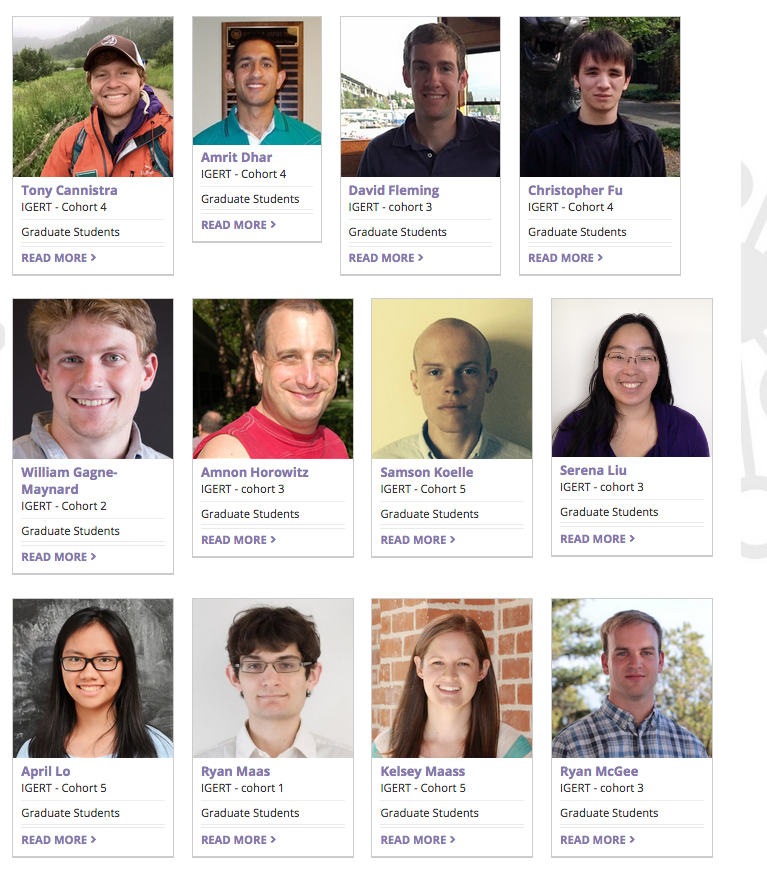 Tony Cannistra
IGERT - Cohort 4
Graduate Students
READ MORE >
Amrit Dhar
IGERT - Cohort 4
Graduate Students
READ MORE >
David Fleming
IGERT - cohort 3
Graduate Students
READ MORE >
Christopher Fu
IGERT - Cohort 4
Graduate Students
READ MORE >
William Gagne-
Maynard
IGERT - Cohort 2
Graduate Students
READ MORE >
Amnon Horowitz
IGERT - cohort 3
Graduate Students
READ MORE >
Samson Koelle
IGERT - Cohort 5
Graduate Students
READ MORE >
Serena Liu
IGERT - cohort 3
Graduate Students
READ MORE >
April Lo
IGERT - Cohort 5
Graduate Students
READ MORE >
Ryan Maas
IGERT - cohort 1
Graduate Students
READ MORE >
Kelsey Maass
IGERT - Cohort 5
Graduate Students
READ MORE >
Ryan McGee
IGERT - cohort 3
Graduate Students
READ MORE >